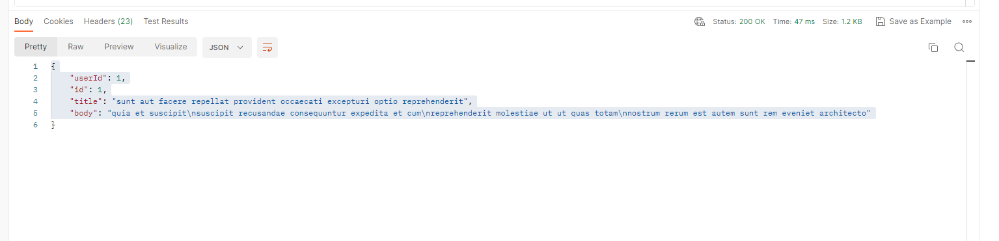 Body Cookies Headers (23) Test Results Status: 200 OK Time: 47 ms Size: 1.2 KB Save as Example
Pretty Raw Preview Visualize JSON
1 {
2 "userId": 1,
3 "id": 1,
4 "title": "sunt aut facere repellat provident occaecati excepturi optio reprehenderit",
5 "body": "quia et suscipit\nsuscipit recusandae consequuntur expedita et cum\nreprehenderit molestiae ut ut quas totam\nnostrum rerum est autem sunt rem eveniet architecto"
6 }